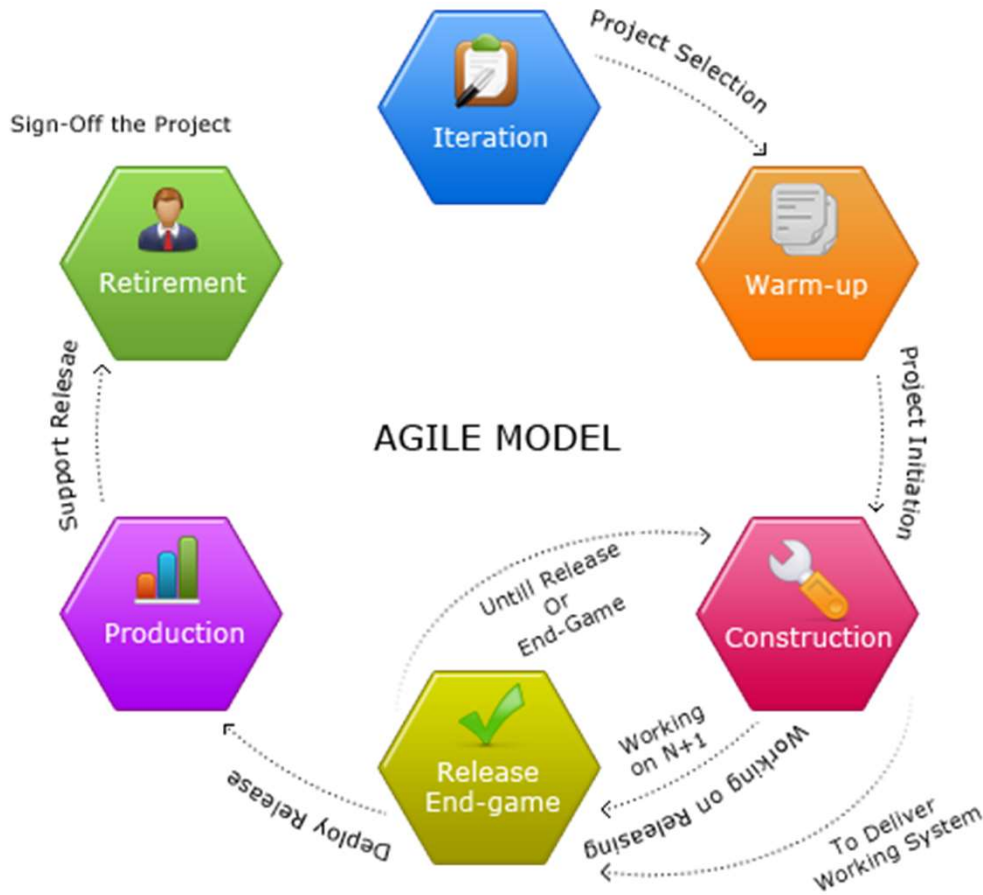 Project Selection
Iteration
Sign-Off the Project
Retirement
Warm-up
Support Relesae
Project Initiation
AGILE MODEL
Untill Release
Or
End-Game
Production
Construction
Working
on N+1
Working on Releasing
Release
End-game
Deploy Release
To Deliver
Working System